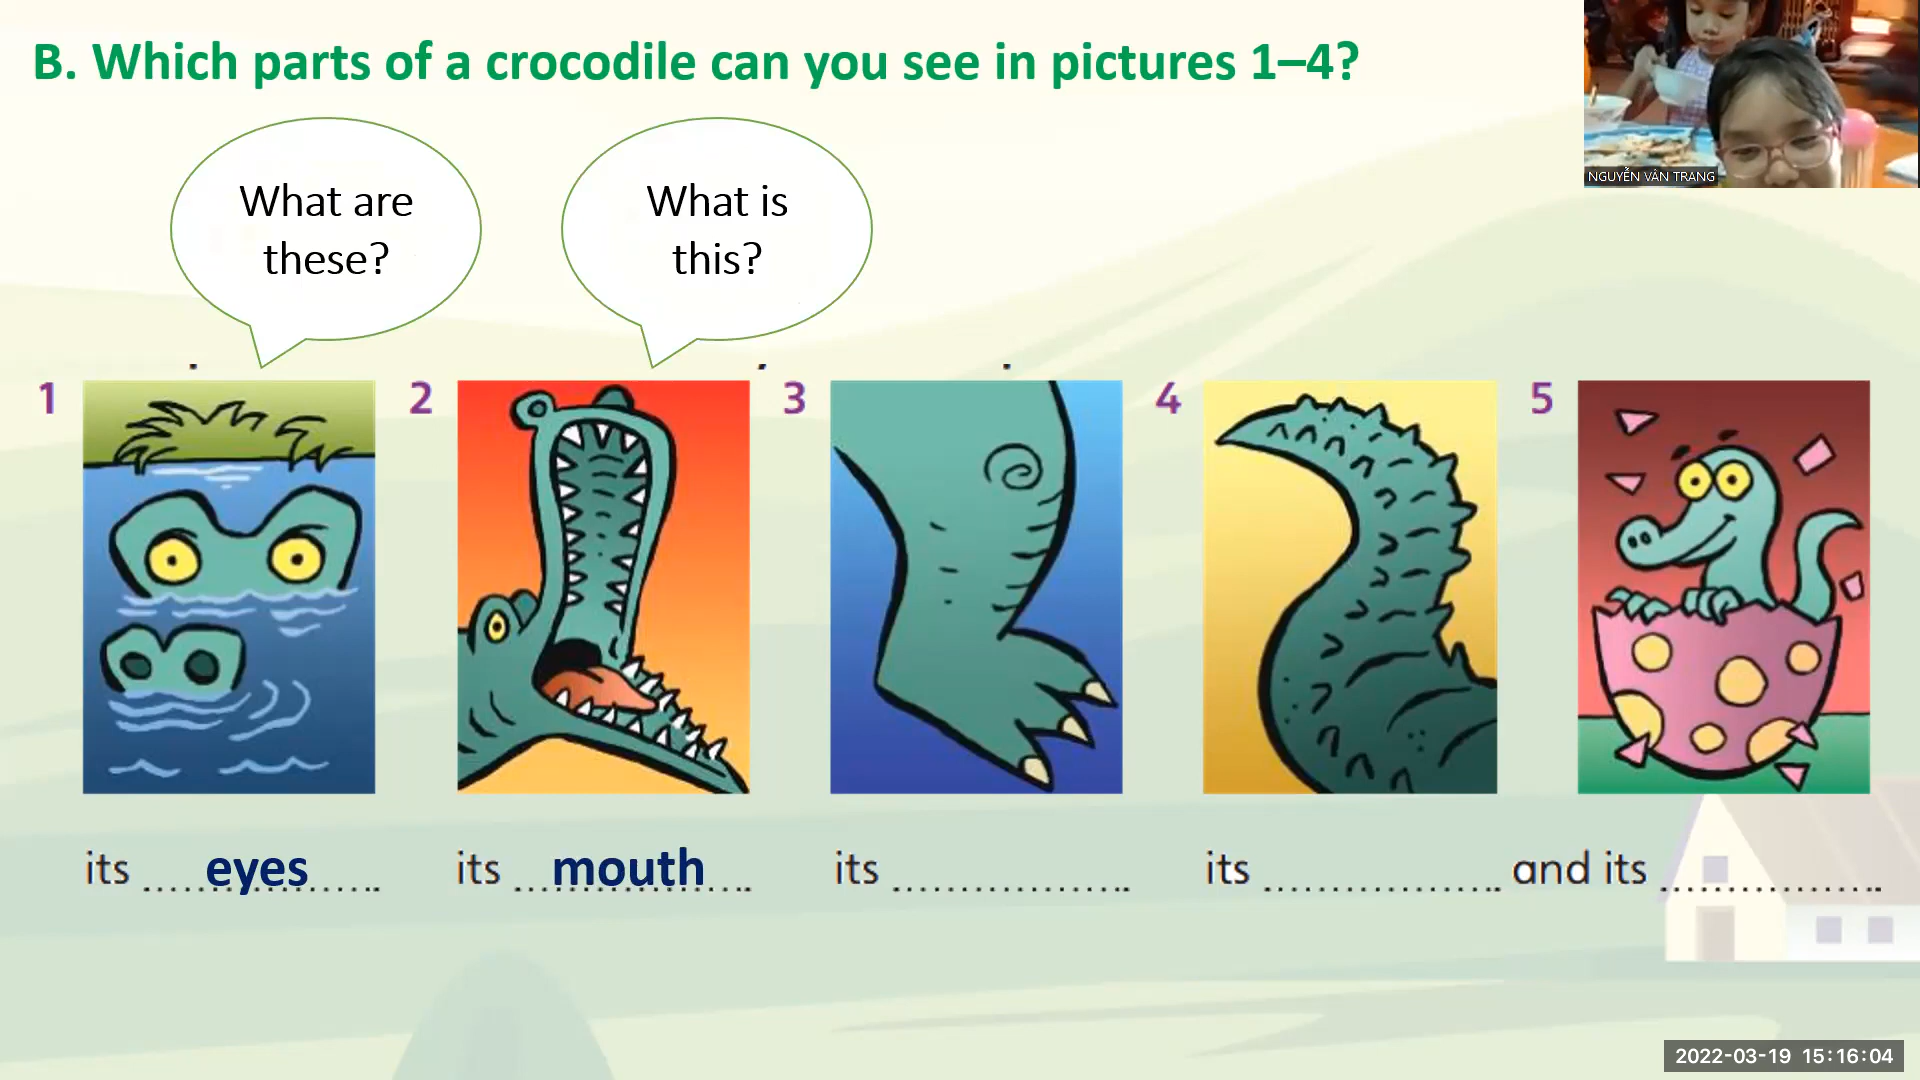 B. Which parts of a crocodile can you see in pictures 1–4?
NGUYỄN VÂN TRANG
What are
these?
What is
this?
1
2
3
4
5
its eyes
its mouth
its ....................
its .................... and its ....................
2022-03-19 15:16:04